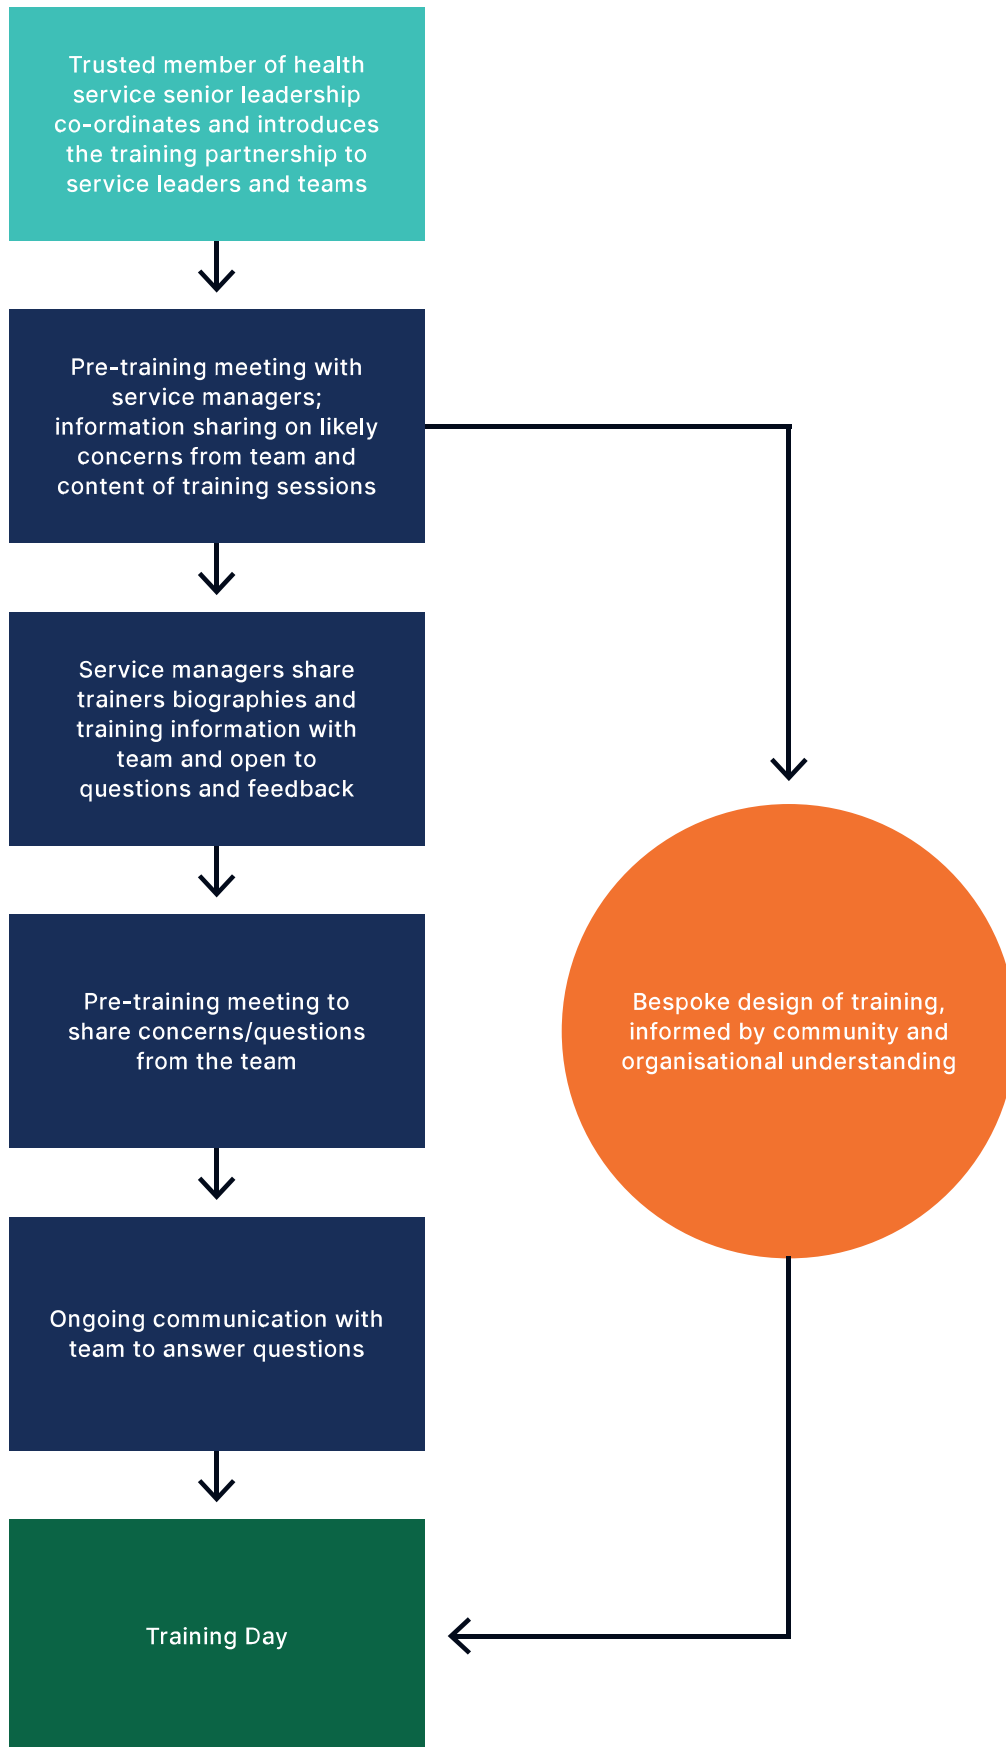 Trusted member of health
service senior leadership
co-ordinates and introduces
the training partnership to
service leaders and teams
Pre-training meeting with
service managers;
information sharing on likely
concerns from team and
content of training sessions
Service managers share
trainers biographies and
training information with
team and open to
questions and feedback
Pre-training meeting to
share concerns/questions
from the team
Bespoke design of training,
informed by community and
organisational understanding
Ongoing communication with
team to answer questions
Training Day